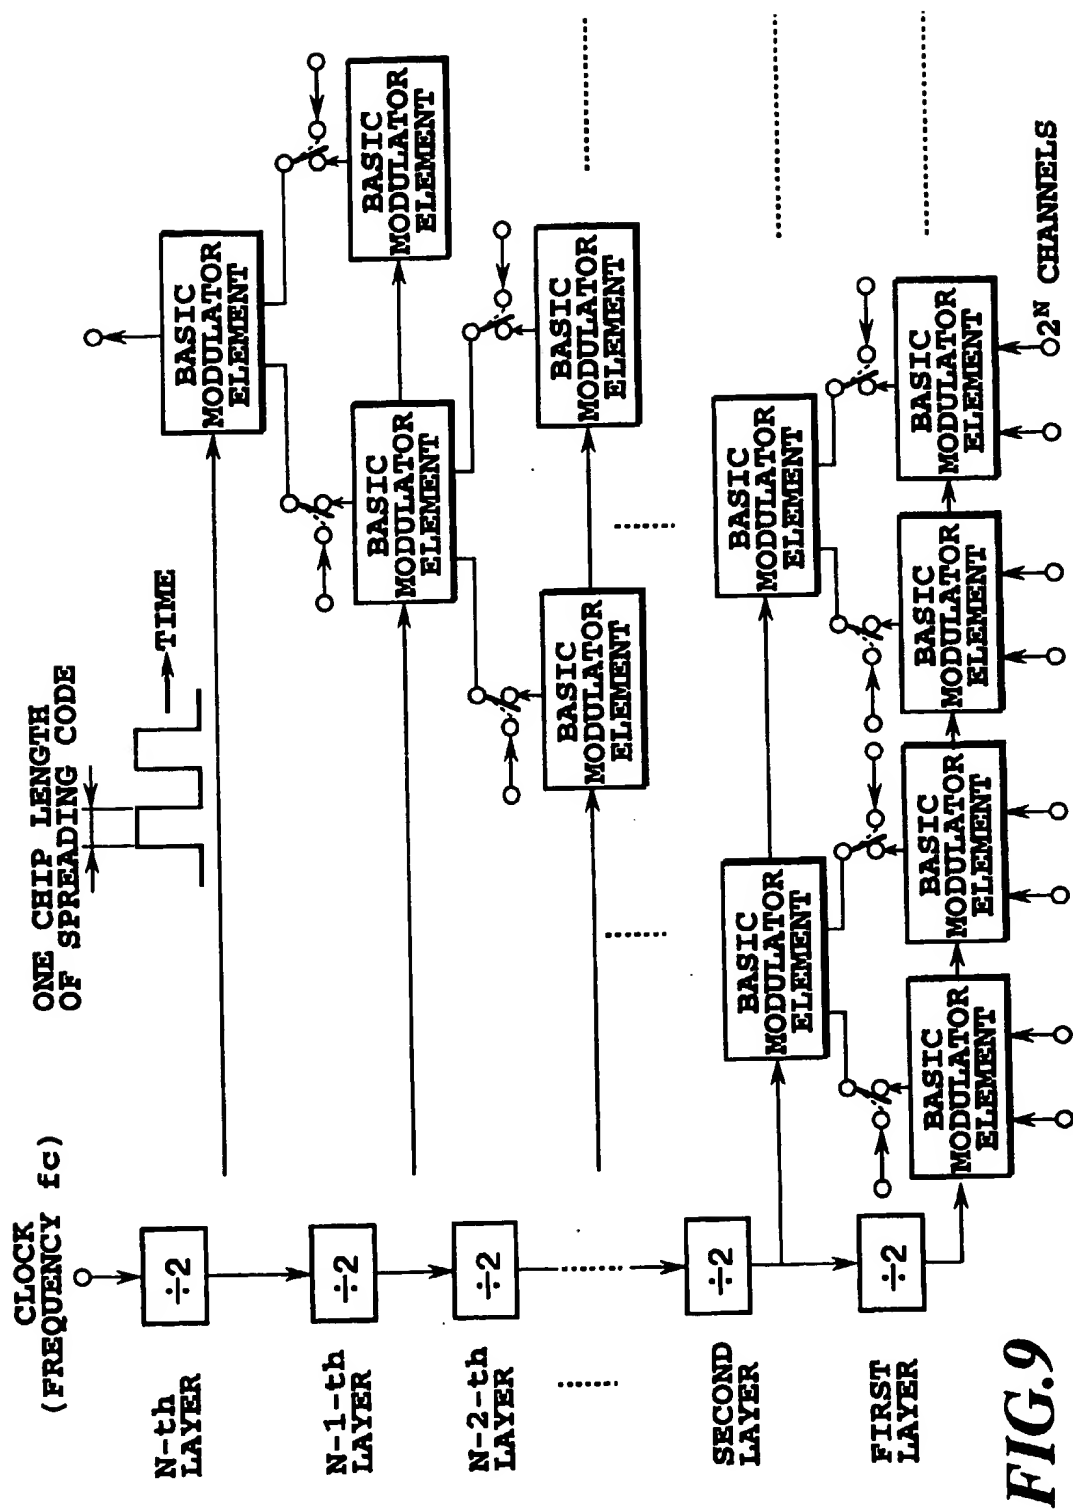 CLOCK
(FREQUENCY fc)
ONE CHIP LENGTH
OF SPREADING CODE
TIME
N-th
LAYER
÷2
BASIC
MODULATOR
ELEMENT
N-1-th
LAYER
÷2
BASIC
MODULATOR
ELEMENT
BASIC
MODULATOR
ELEMENT
N-2-th
LAYER
÷2
BASIC
MODULATOR
ELEMENT
BASIC
MODULATOR
ELEMENT
SECOND
LAYER
÷2
BASIC
MODULATOR
ELEMENT
BASIC
MODULATOR
ELEMENT
FIRST
LAYER
÷2
BASIC
MODULATOR
ELEMENT
BASIC
MODULATOR
ELEMENT
BASIC
MODULATOR
ELEMENT
BASIC
MODULATOR
ELEMENT
2ᴺ CHANNELS
FIG.9